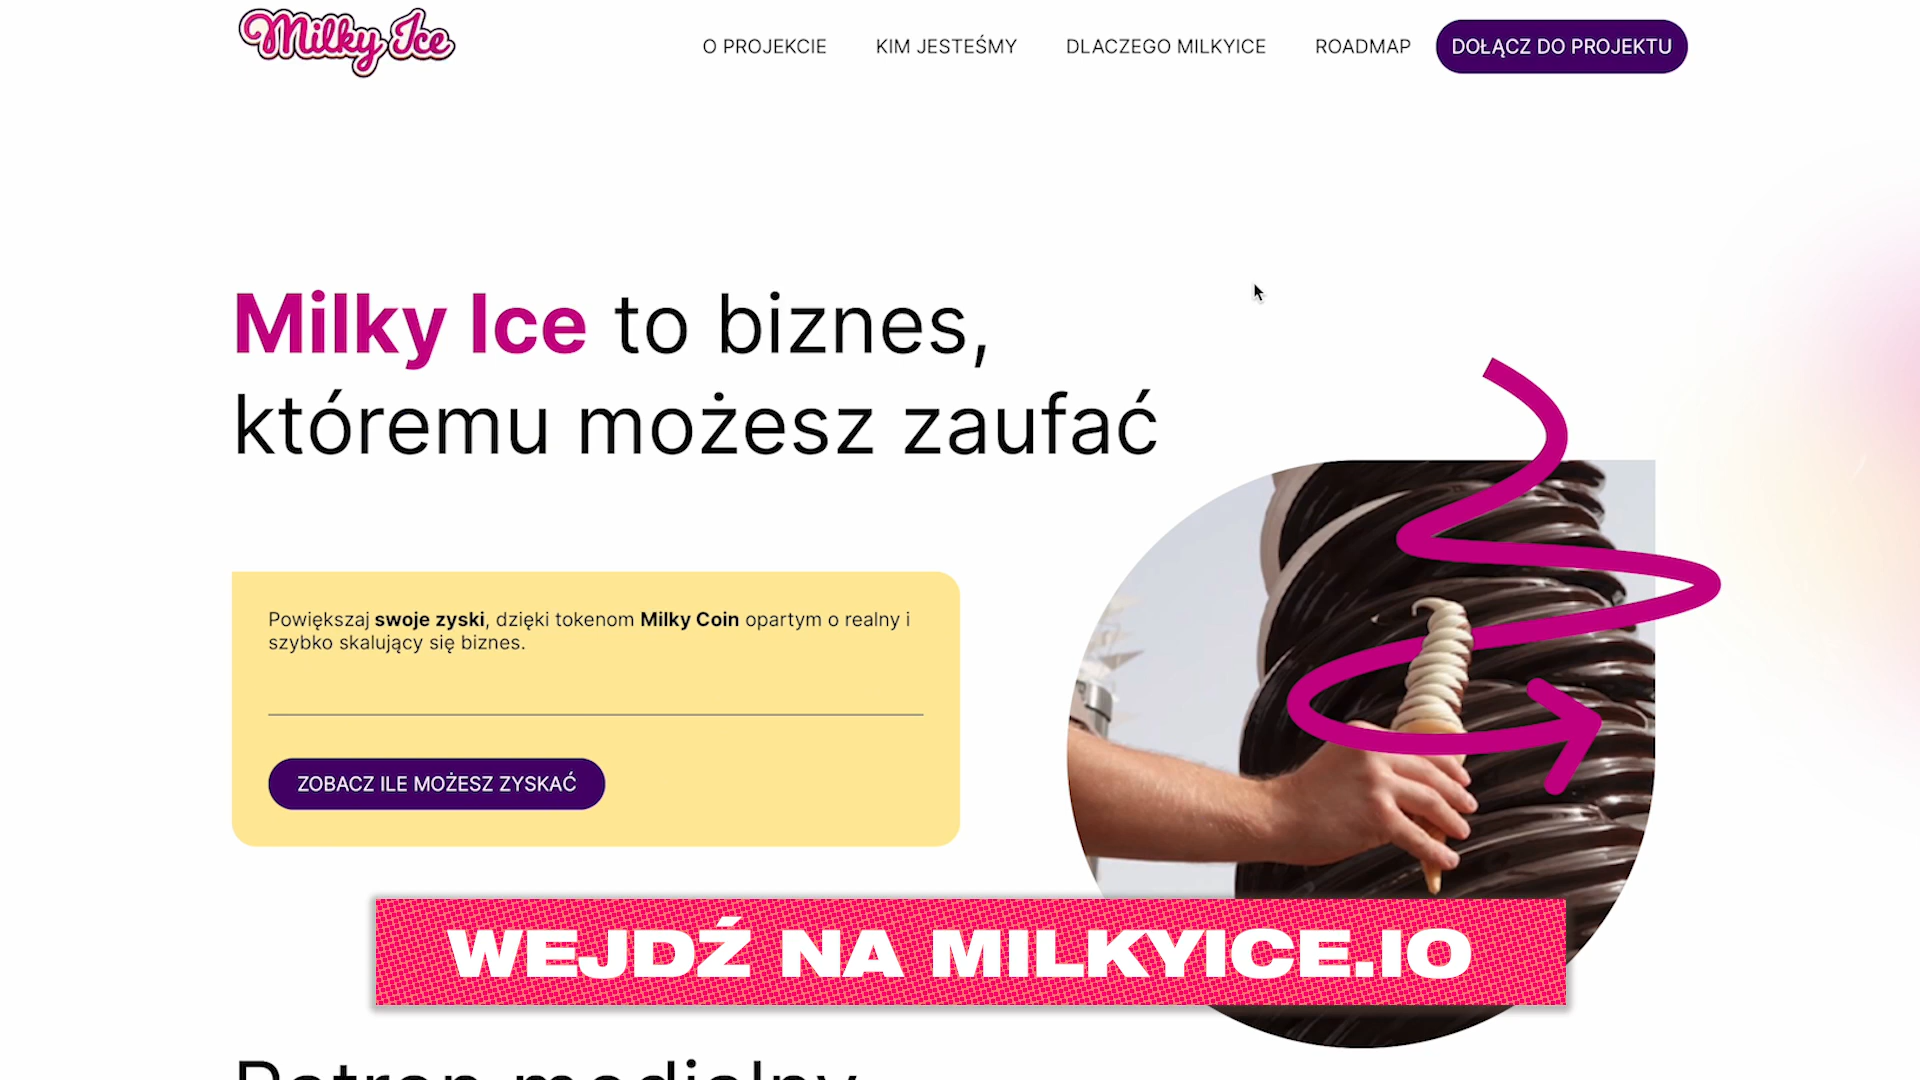 Milky Ice
O PROJEKCIE
KIM JESTEŚMY
DLACZEGO MILKYICE
ROADMAP
DOŁĄCZ DO PROJEKTU
Milky Ice to biznes,
któremu możesz zaufać
Powiększaj swoje zyski, dzięki tokenom Milky Coin opartym o realny i
szybko skalujący się biznes.
ZOBACZ ILE MOŻESZ ZYSKAĆ
WEJDŹ NA MILKYICE.IO
Patron medialny